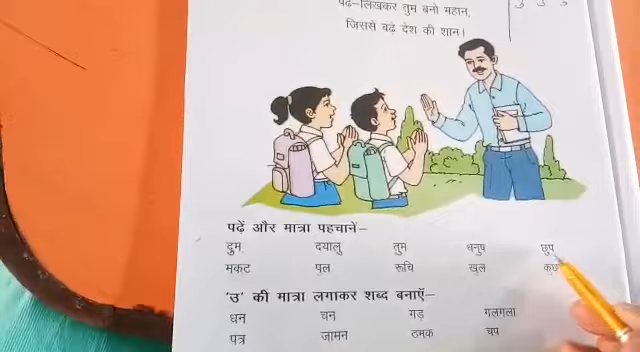 पढ़-लिखकर तुम बनो महान,
जिससे बढ़े देश की शान।
पढ़ें और मात्रा पहचानें–
दुम दयालु तुम धनुष छुप
मुकुट पुल रूचि खुल कुछ
'उ' की मात्रा लगाकर शब्द बनाएँ–
धन चन गड़ गलगला
पत्र जामन ठमक चप